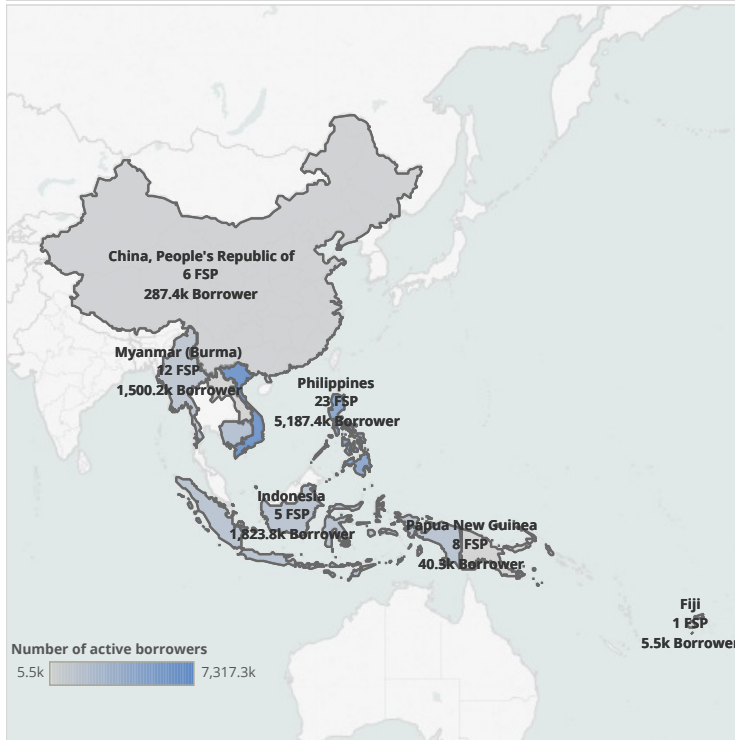 China, People's Republic of
6 FSP
287.4k Borrower
Myanmar (Burma)
12 FSP
1,500.2k Borrower
Philippines
23 FSP
5,187.4k Borrower
Indonesia
5 FSP
1,823.8k Borrower
Papua New Guinea
8 FSP
40.3k Borrower
Fiji
1 FSP
5.5k Borrower
Number of active borrowers
5.5k 7,317.3k